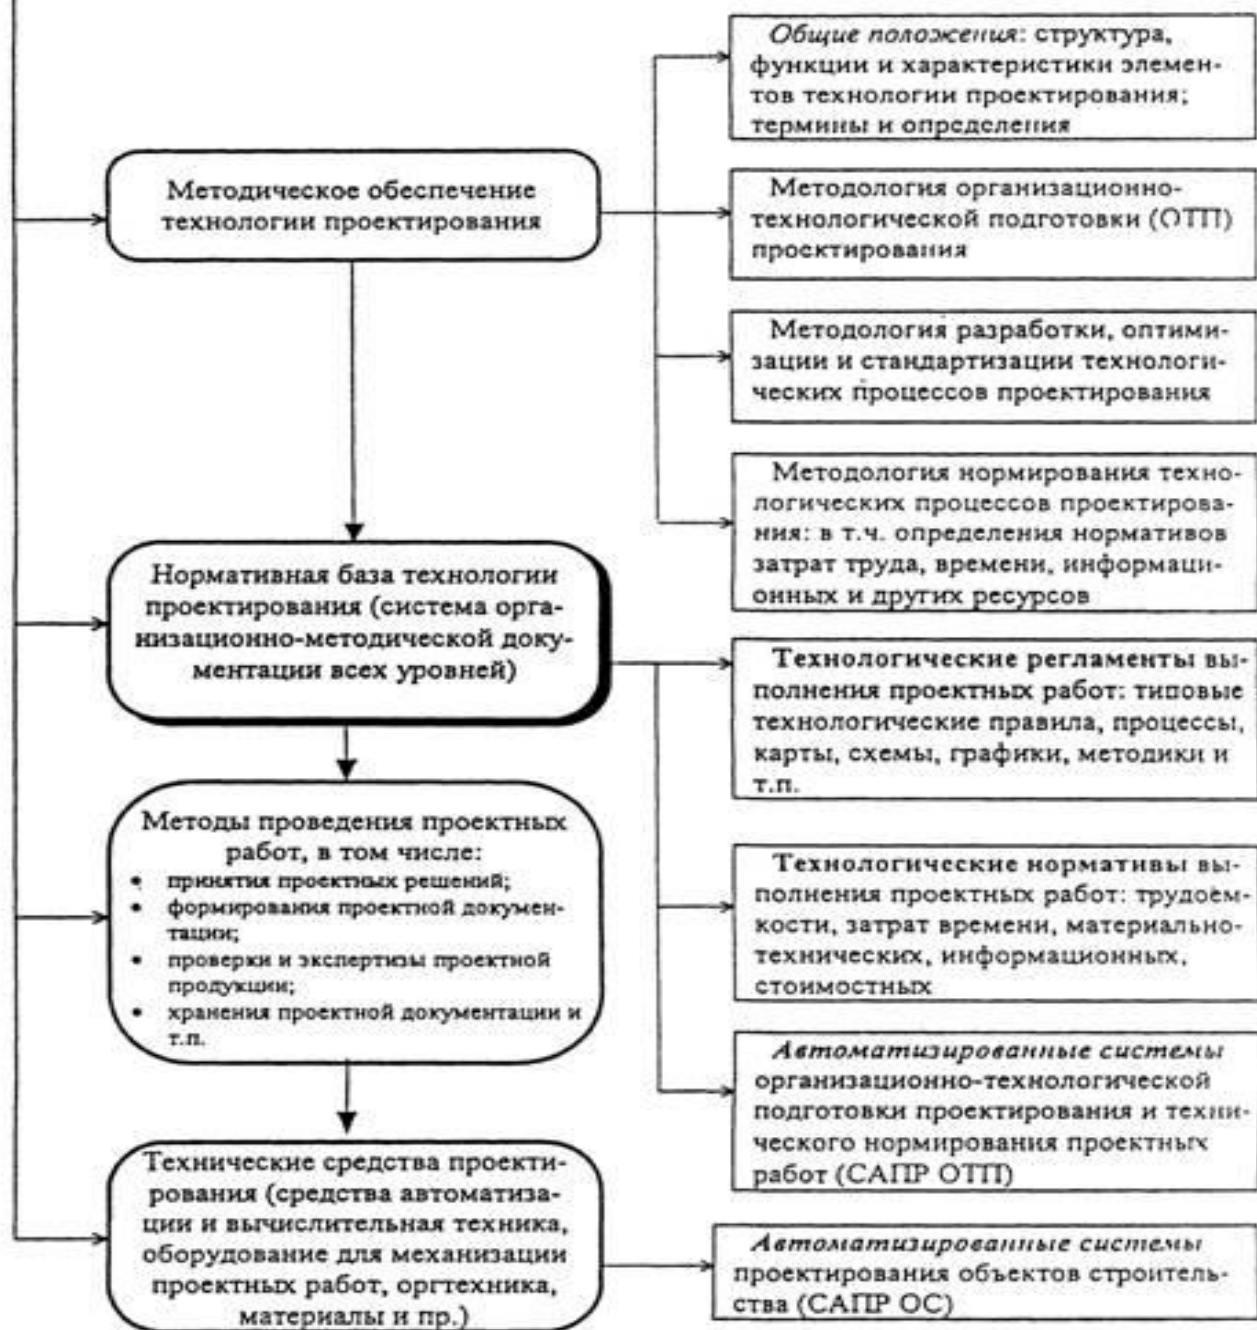 Общие положения: структура,
функции и характеристики элемен-
тов технологии проектирования;
термины и определения
Методическое обеспечение
технологии проектирования
Методология организационно-
технологической подготовки (ОТП)
проектирования
Методология разработки, оптими-
зации и стандартизации технологи-
ческих процессов проектирования
Методология нормирования техно-
логических процессов проектирова-
ния: в т.ч. определения нормативов
затрат труда, времени, информаци-
онных и других ресурсов
Нормативная база технологии
проектирования (система орга-
низационно-методической доку-
ментации всех уровней)
Технологические регламенты вы-
полнения проектных работ: типовые
технологические правила, процессы,
карты, схемы, графики, методики и
т.п.
Методы проведения проектных
работ, в том числе:
• принятия проектных решений;
• формирования проектной докумен-
тации;
• проверки и экспертизы проектной
продукции;
• хранения проектной документации и
т.п.
Технологические нормативы вы-
полнения проектных работ: трудоем-
кости, затрат времени, материально-
технических, информационных,
стоимостных
Автоматизированные системы
организационно-технологической
подготовки проектирования и техни-
ческого нормирования проектных
работ (САПР ОТП)
Технические средства проекти-
рования (средства автоматиза-
ции и вычислительная техника,
оборудование для механизации
проектных работ, оргтехника,
материалы и пр.)
Автоматизированные системы
проектирования объектов строитель-
ства (САПР ОС)